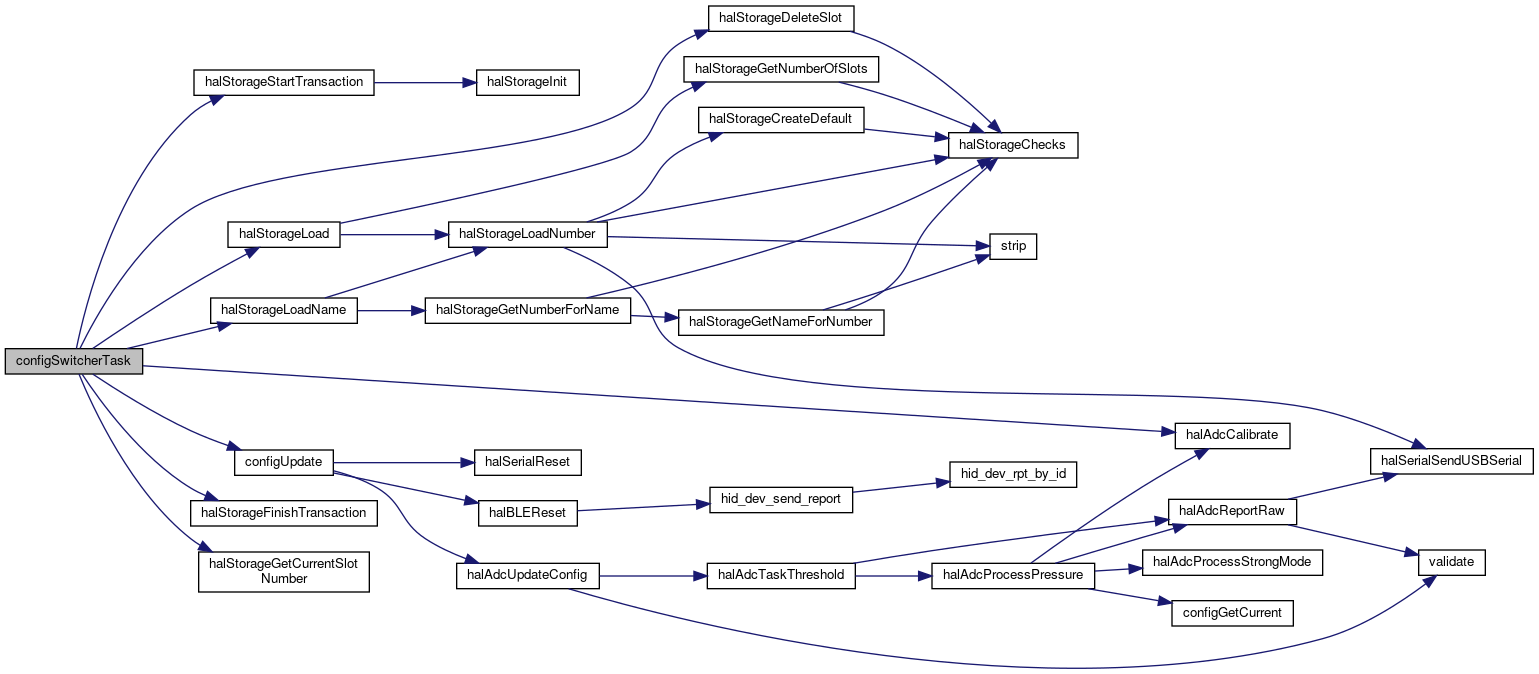 halStorageDeleteSlot
halStorageGetNumberOfSlots
halStorageStartTransaction
halStorageInit
halStorageCreateDefault
halStorageChecks
halStorageLoad
halStorageLoadNumber
strip
halStorageLoadName
halStorageGetNumberForName
halStorageGetNameForNumber
configSwitcherTask
halAdcCalibrate
configUpdate
halSerialReset
halSerialSendUSBSerial
hid_dev_rpt_by_id
hid_dev_send_report
halStorageFinishTransaction
halBLEReset
halAdcReportRaw
halStorageGetCurrentSlot
Number
halAdcProcessStrongMode
validate
halAdcUpdateConfig
halAdcTaskThreshold
halAdcProcessPressure
configGetCurrent